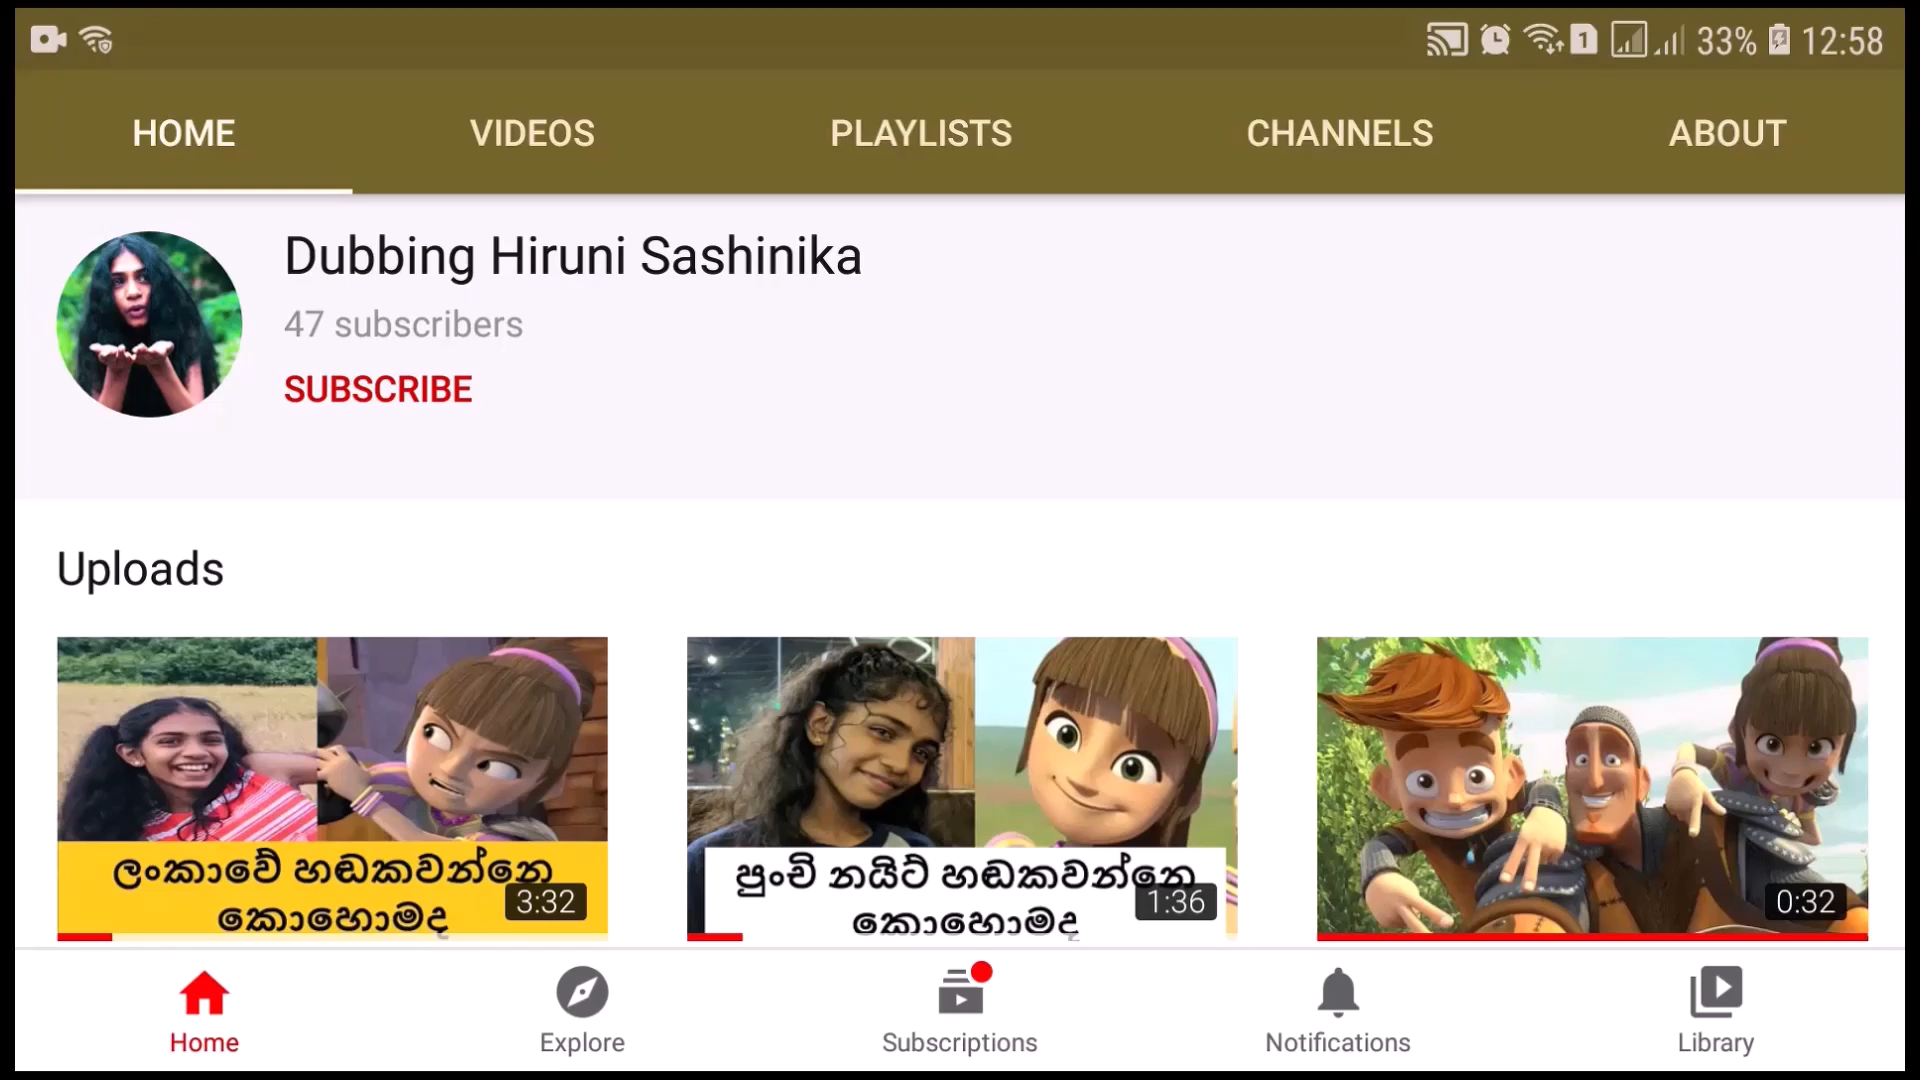 1 33% 12:58
HOME VIDEOS PLAYLISTS CHANNELS ABOUT
Dubbing Hiruni Sashinika
47 subscribers
SUBSCRIBE
Uploads
ලංකාවේ හඬකවන්නෙ
කොහොමද
3:32
පුංචි නයිට් හඬකවන්නෙ
කොහොමද
1:36
0:32
Home Explore Subscriptions Notifications Library